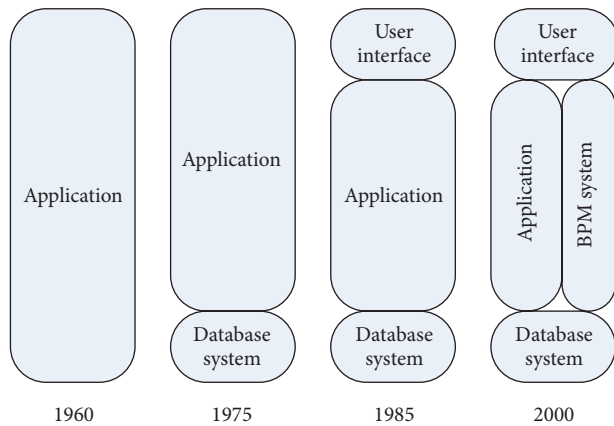 Application
1960
Application
Database
system
1975
User
interface
Application
Database
system
1985
User
interface
Application
BPM system
Database
system
2000